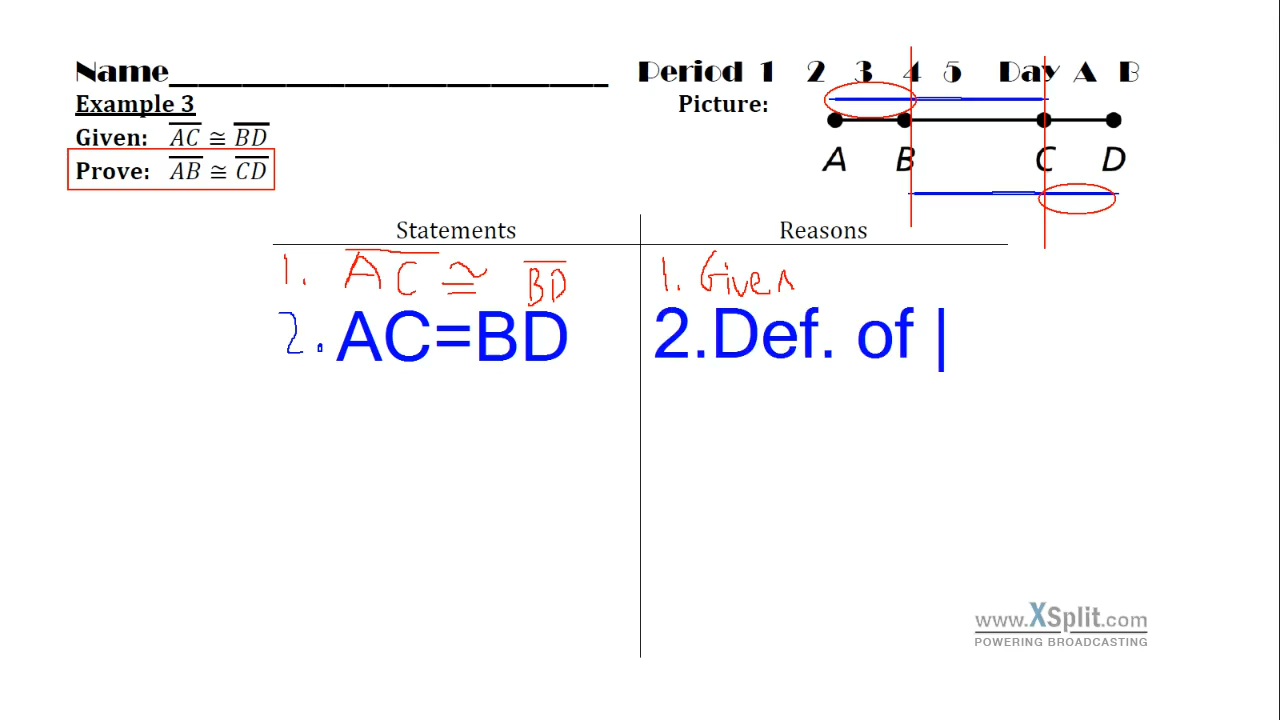 Name______________________________ Period 1 2 3 4 5 Day A B
Example 3
Picture:
Given: AC ≅ BD
Prove: AB ≅ CD
A B C D
Statements Reasons
1. AC ≅ BD 1. Given
2. AC=BD 2.Def. of
www.XSplit.com
POWERING BROADCASTING